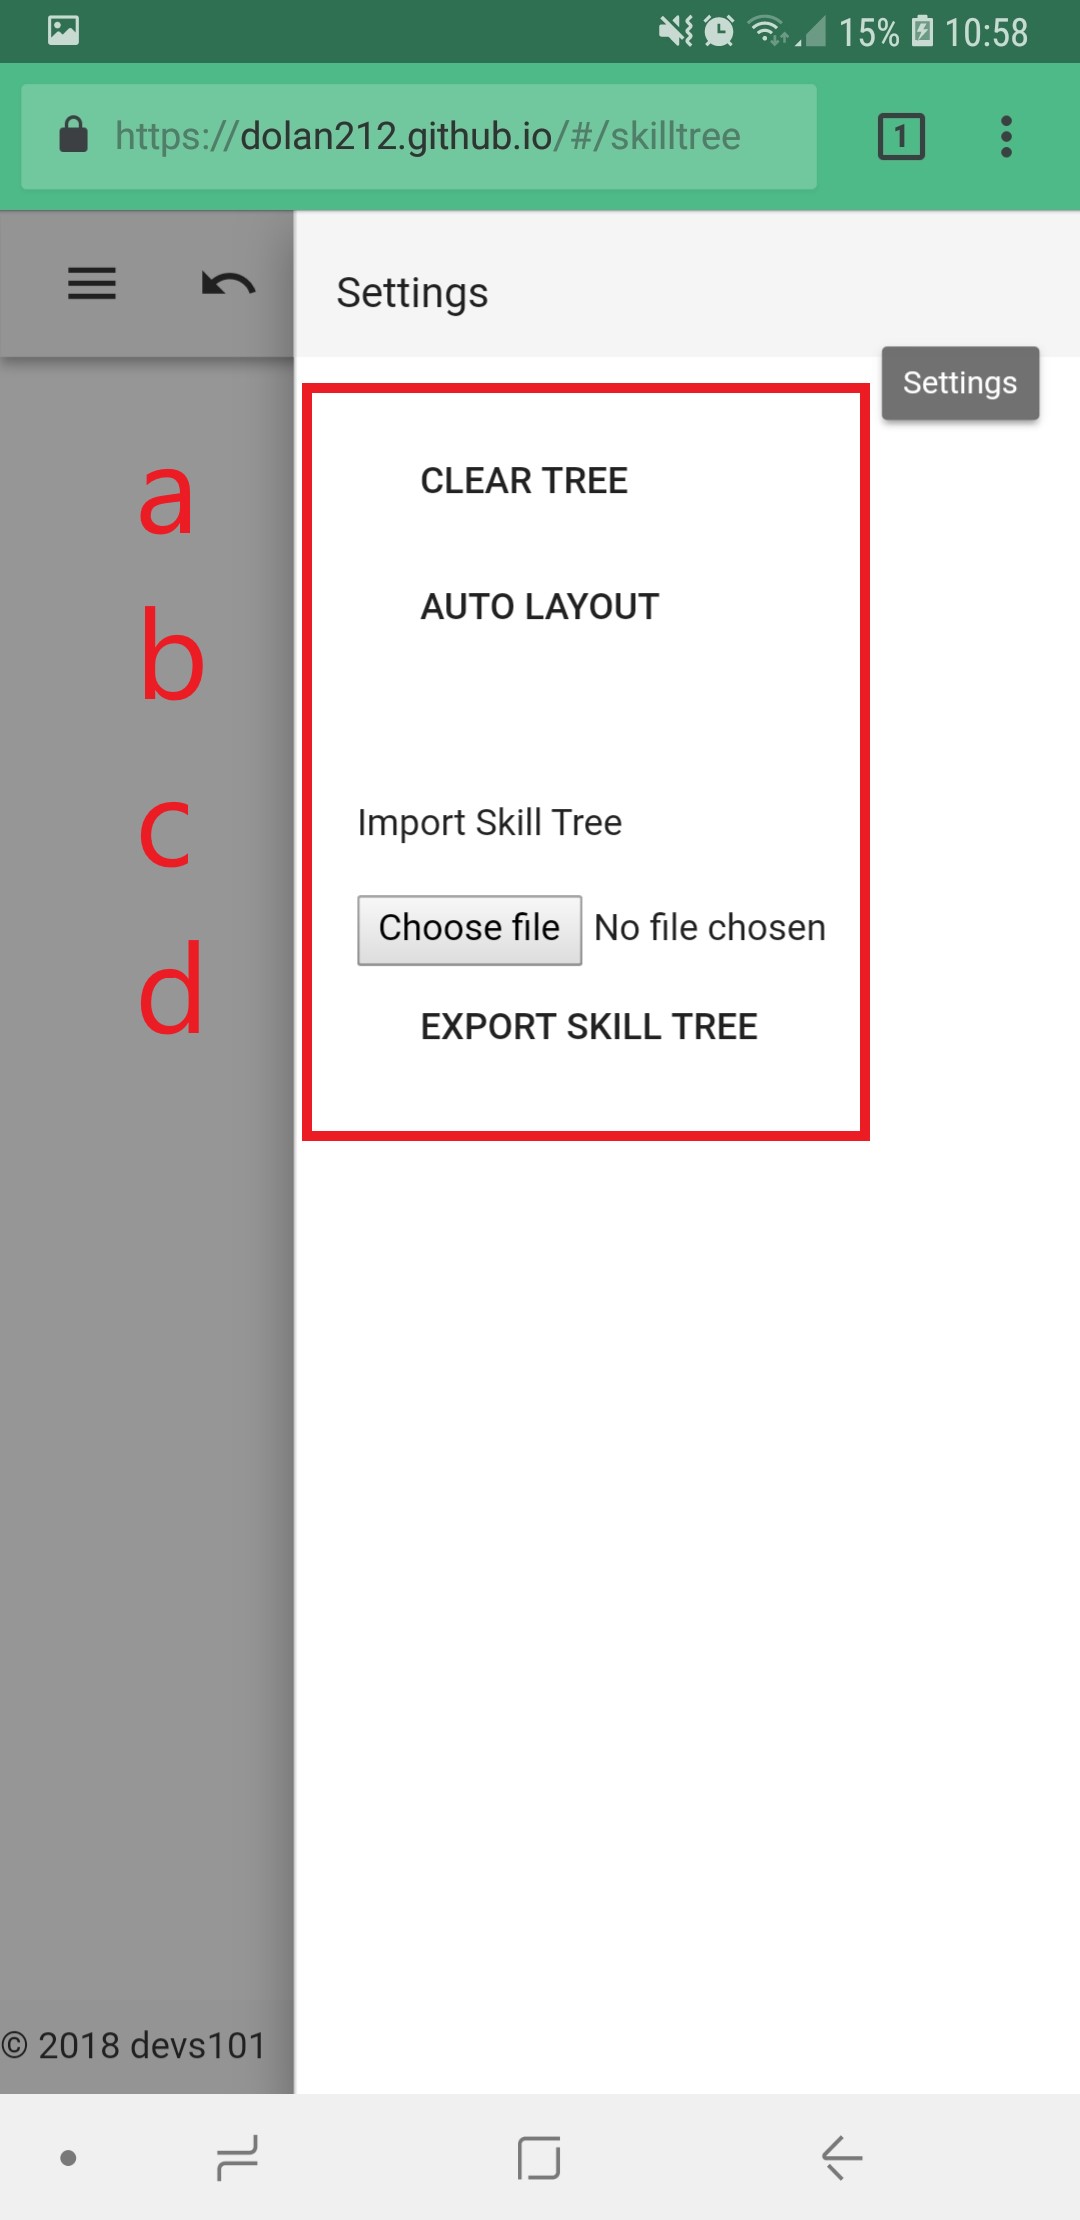 15% 10:58
https://dolan212.github.io/#/skilltree 1
Settings
Settings
a CLEAR TREE
b AUTO LAYOUT
c Import Skill Tree
d Choose file No file chosen
EXPORT SKILL TREE
© 2018 devs101